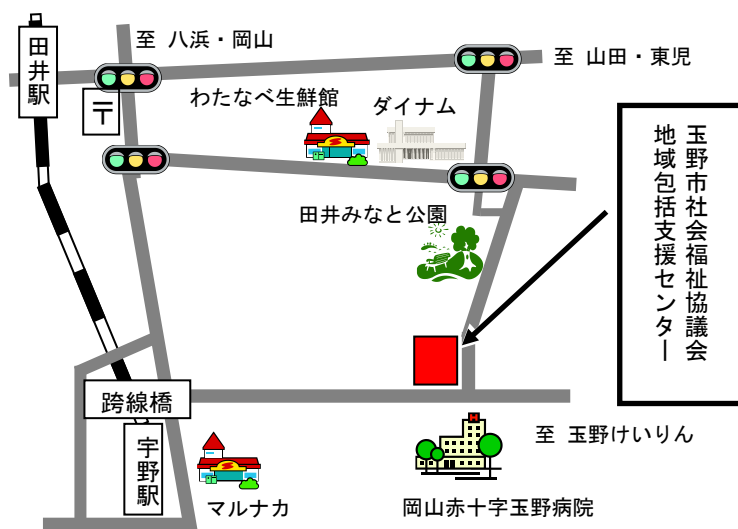 田井駅
至 八浜・岡山
至 山田・東児
〒
わたなべ生鮮館
ダイナム
玉野市社会福祉協議会
地域包括支援センター
田井みなと公園
跨線橋
宇野駅
マルナカ
岡山赤十字玉野病院
至 玉野けいりん